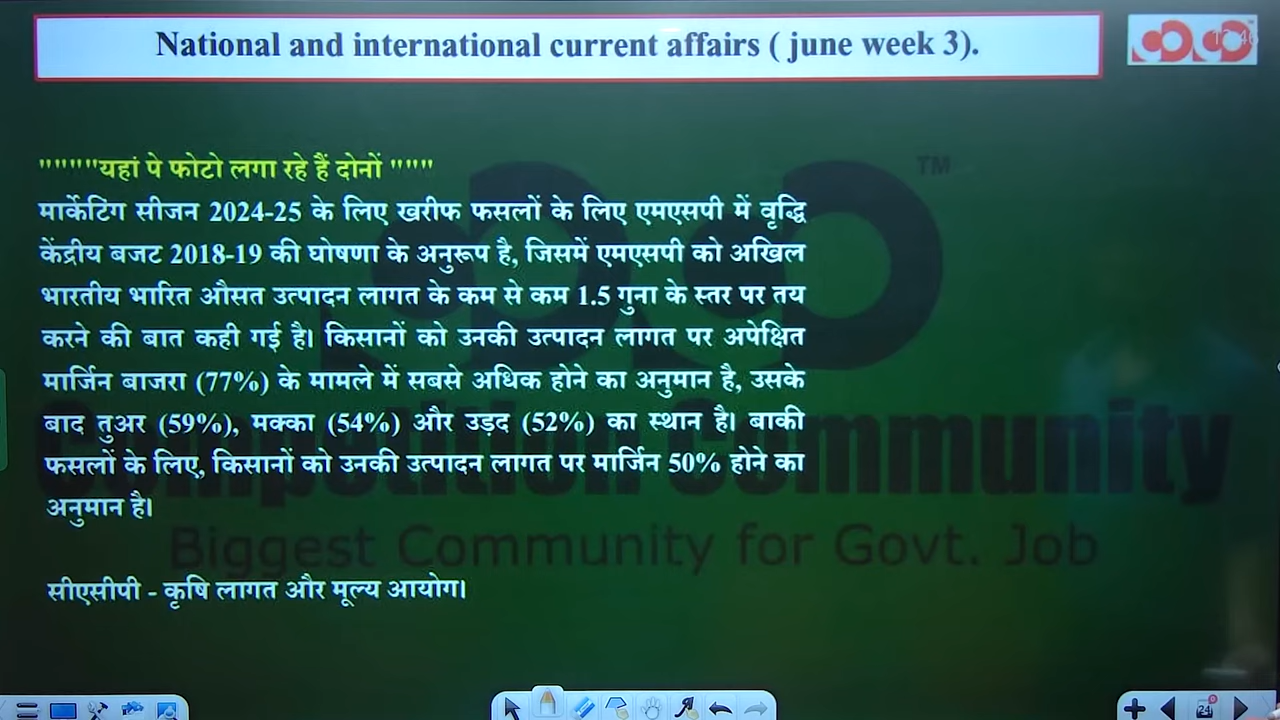 National and international current affairs ( june week 3).
"""""यहां पे फोटो लगा रहे हैं दोनों """"
मार्केटिंग सीजन 2024-25 के लिए खरीफ फसलों के लिए एमएसपी में वृद्धि
केंद्रीय बजट 2018-19 की घोषणा के अनुरूप है, जिसमें एमएसपी को अखिल
भारतीय भारित औसत उत्पादन लागत के कम से कम 1.5 गुना के स्तर पर तय
करने की बात कही गई है। किसानों को उनकी उत्पादन लागत पर अपेक्षित
मार्जिन बाजरा (77%) के मामले में सबसे अधिक होने का अनुमान है, उसके
बाद तुअर (59%), मक्का (54%) और उड़द (52%) का स्थान है। बाकी
फसलों के लिए, किसानों को उनकी उत्पादन लागत पर मार्जिन 50% होने का
अनुमान है।
सीएसीपी - कृषि लागत और मूल्य आयोग।
TM
Competition Community
Biggest Community for Govt. Job
24